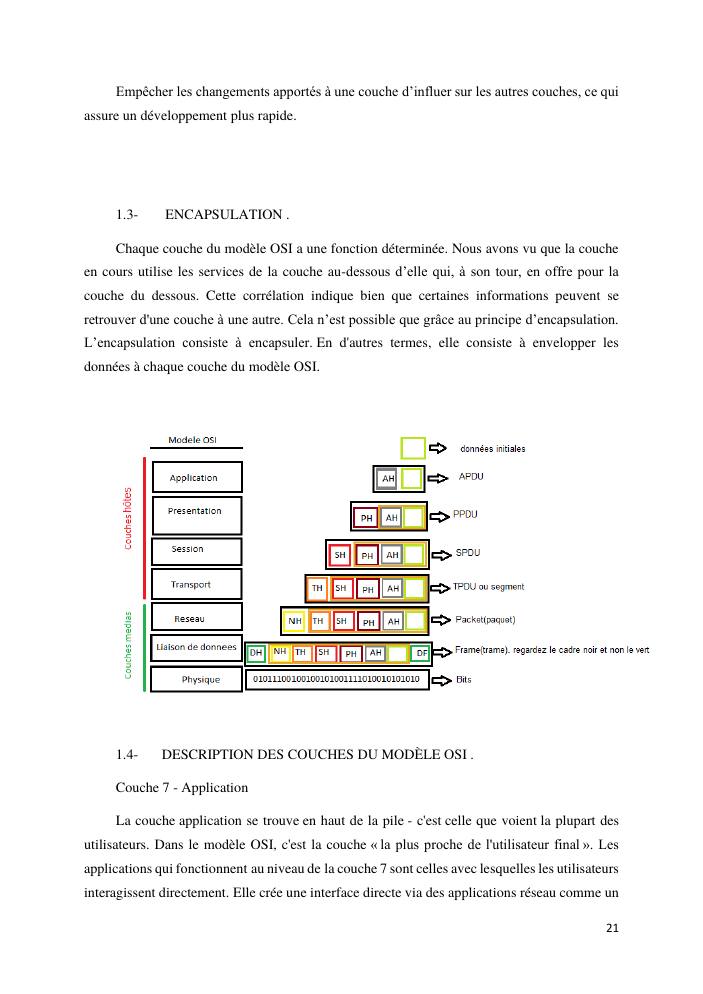 Empêcher les changements apportés à une couche d’influer sur les autres couches, ce qui
assure un développement plus rapide.
1.3- ENCAPSULATION .
Chaque couche du modèle OSI a une fonction déterminée. Nous avons vu que la couche
en cours utilise les services de la couche au-dessous d’elle qui, à son tour, en offre pour la
couche du dessous. Cette corrélation indique bien que certaines informations peuvent se
retrouver d'une couche à une autre. Cela n’est possible que grâce au principe d’encapsulation.
L’encapsulation consiste à encapsuler. En d'autres termes, elle consiste à envelopper les
données à chaque couche du modèle OSI.
Modele OSI
données initiales
Couches hôtes
Application
AH
APDU
Presentation
PH AH
PPDU
Session
SH PH AH
SPDU
Transport
TH SH PH AH
TPDU ou segment
Couches medias
Reseau
NH TH SH PH AH
Packet(paquet)
Liaison de donnees
DH NH TH SH PH AH DF
Frame(trame). regardez le cadre noir et non le vert
Physique
0101110010010010100111101001010101010
Bits
1.4- DESCRIPTION DES COUCHES DU MODÈLE OSI .
Couche 7 - Application
La couche application se trouve en haut de la pile - c'est celle que voient la plupart des
utilisateurs. Dans le modèle OSI, c'est la couche « la plus proche de l'utilisateur final ». Les
applications qui fonctionnent au niveau de la couche 7 sont celles avec lesquelles les utilisateurs
interagissent directement. Elle crée une interface directe via des applications réseau comme un
21